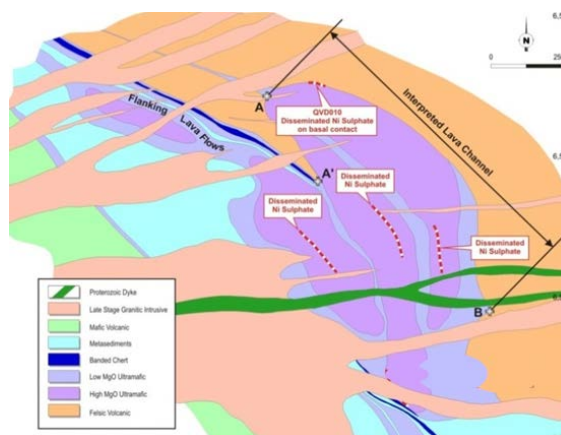 6,5
N
0 25
A
QVD010
Disseminated Ni Sulphate
on basal contact
Interpreted Lava Channel
Flanking
Lava Flows
6,5
A'
Disseminated
Ni Sulphate
Disseminated
Ni Sulphate
Disseminated
Ni Sulphate
B
Proterozoic Dyke
Late Stage Granitic Intrusive
Mafic Volcanic
Metasediments
Banded Chert
Low MgO Ultramafic
High MgO Ultramafic
Felsic Volcanic